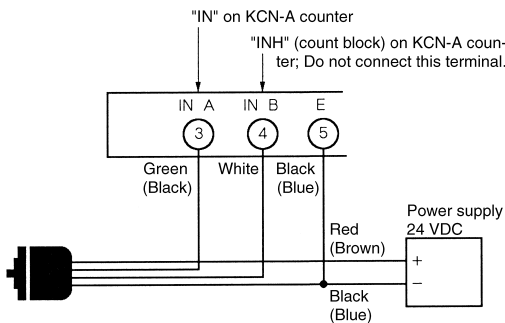 "IN" on KCN-A counter
"INH" (count block) on KCN-A coun-
ter; Do not connect this terminal.
IN A IN B E
3 4 5
Green White Black
(Black) (Blue)
Red
(Brown)
Power supply
24 VDC
+
−
Black
(Blue)